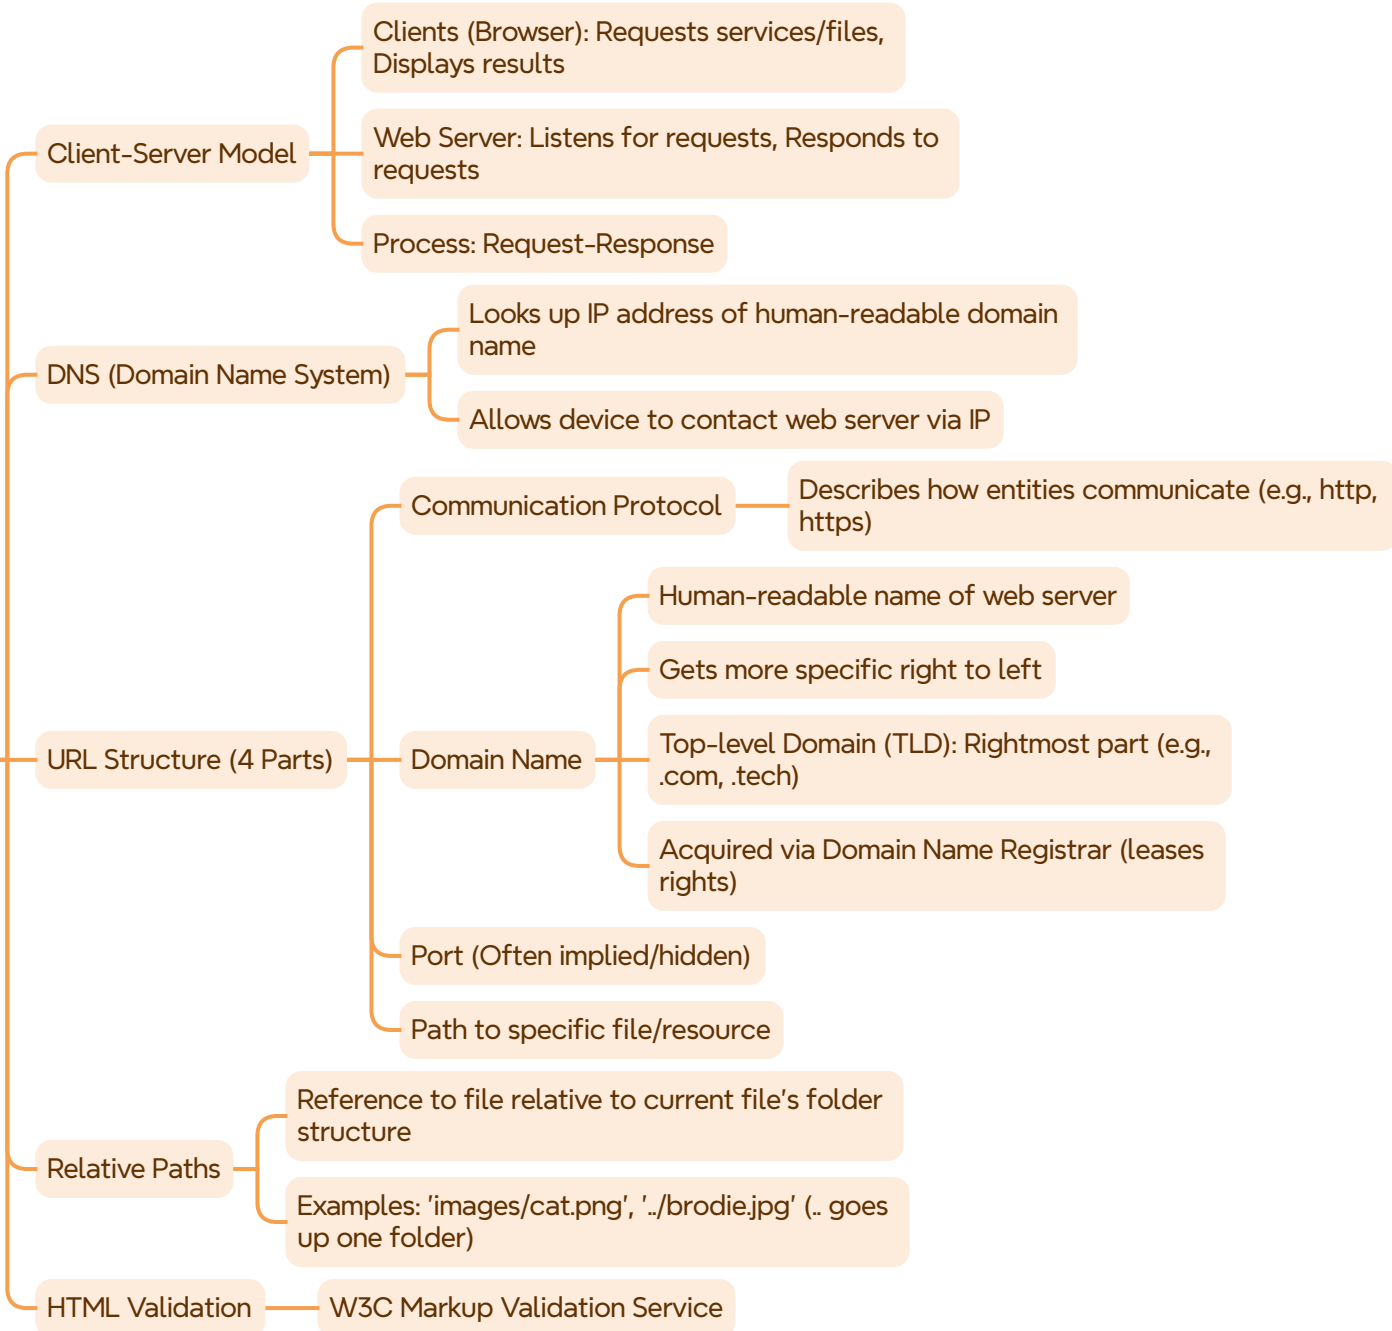 Client-Server Model
Clients (Browser): Requests services/files,
Displays results
Web Server: Listens for requests, Responds to
requests
Process: Request-Response
DNS (Domain Name System)
Looks up IP address of human-readable domain
name
Allows device to contact web server via IP
URL Structure (4 Parts)
Communication Protocol
Describes how entities communicate (e.g., http,
https)
Domain Name
Human-readable name of web server
Gets more specific right to left
Top-level Domain (TLD): Rightmost part (e.g.,
.com, .tech)
Acquired via Domain Name Registrar (leases
rights)
Port (Often implied/hidden)
Path to specific file/resource
Relative Paths
Reference to file relative to current file's folder
structure
Examples: 'images/cat.png', '../brodie.jpg' (.. goes
up one folder)
HTML Validation
W3C Markup Validation Service